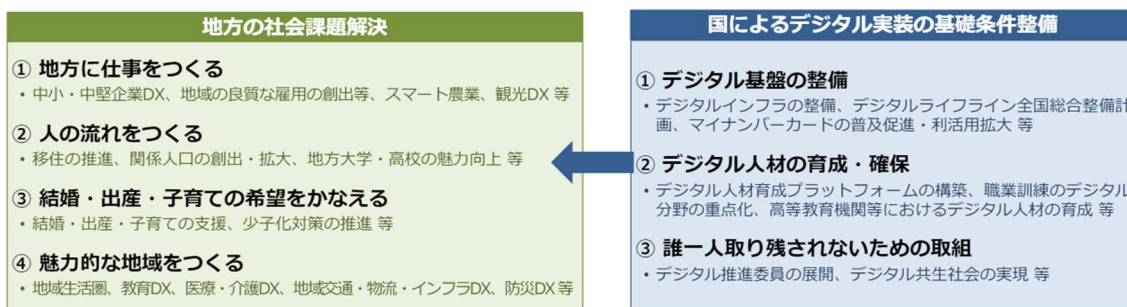 地方の社会課題解決
① 地方に仕事をつくる
・中小・中堅企業DX、地域の良質な雇用の創出等、スマート農業、観光DX 等
② 人の流れをつくる
・移住の推進、関係人口の創出・拡大、地方大学・高校の魅力向上 等
③ 結婚・出産・子育ての希望をかなえる
・結婚・出産・子育ての支援、少子化対策の推進 等
④ 魅力的な地域をつくる
・地域生活圏、教育DX、医療・介護DX、地域交通・物流・インフラDX、防災DX 等
国によるデジタル実装の基礎条件整備
① デジタル基盤の整備
・デジタルインフラの整備、デジタルライフライン全国総合整備計
画、マイナンバーカードの普及促進・利活用拡大 等
② デジタル人材の育成・確保
・デジタル人材育成プラットフォームの構築、職業訓練のデジタル
分野の重点化、高等教育機関等におけるデジタル人材の育成 等
③ 誰一人取り残されないための取組
・デジタル推進委員の展開、デジタル共生社会の実現 等